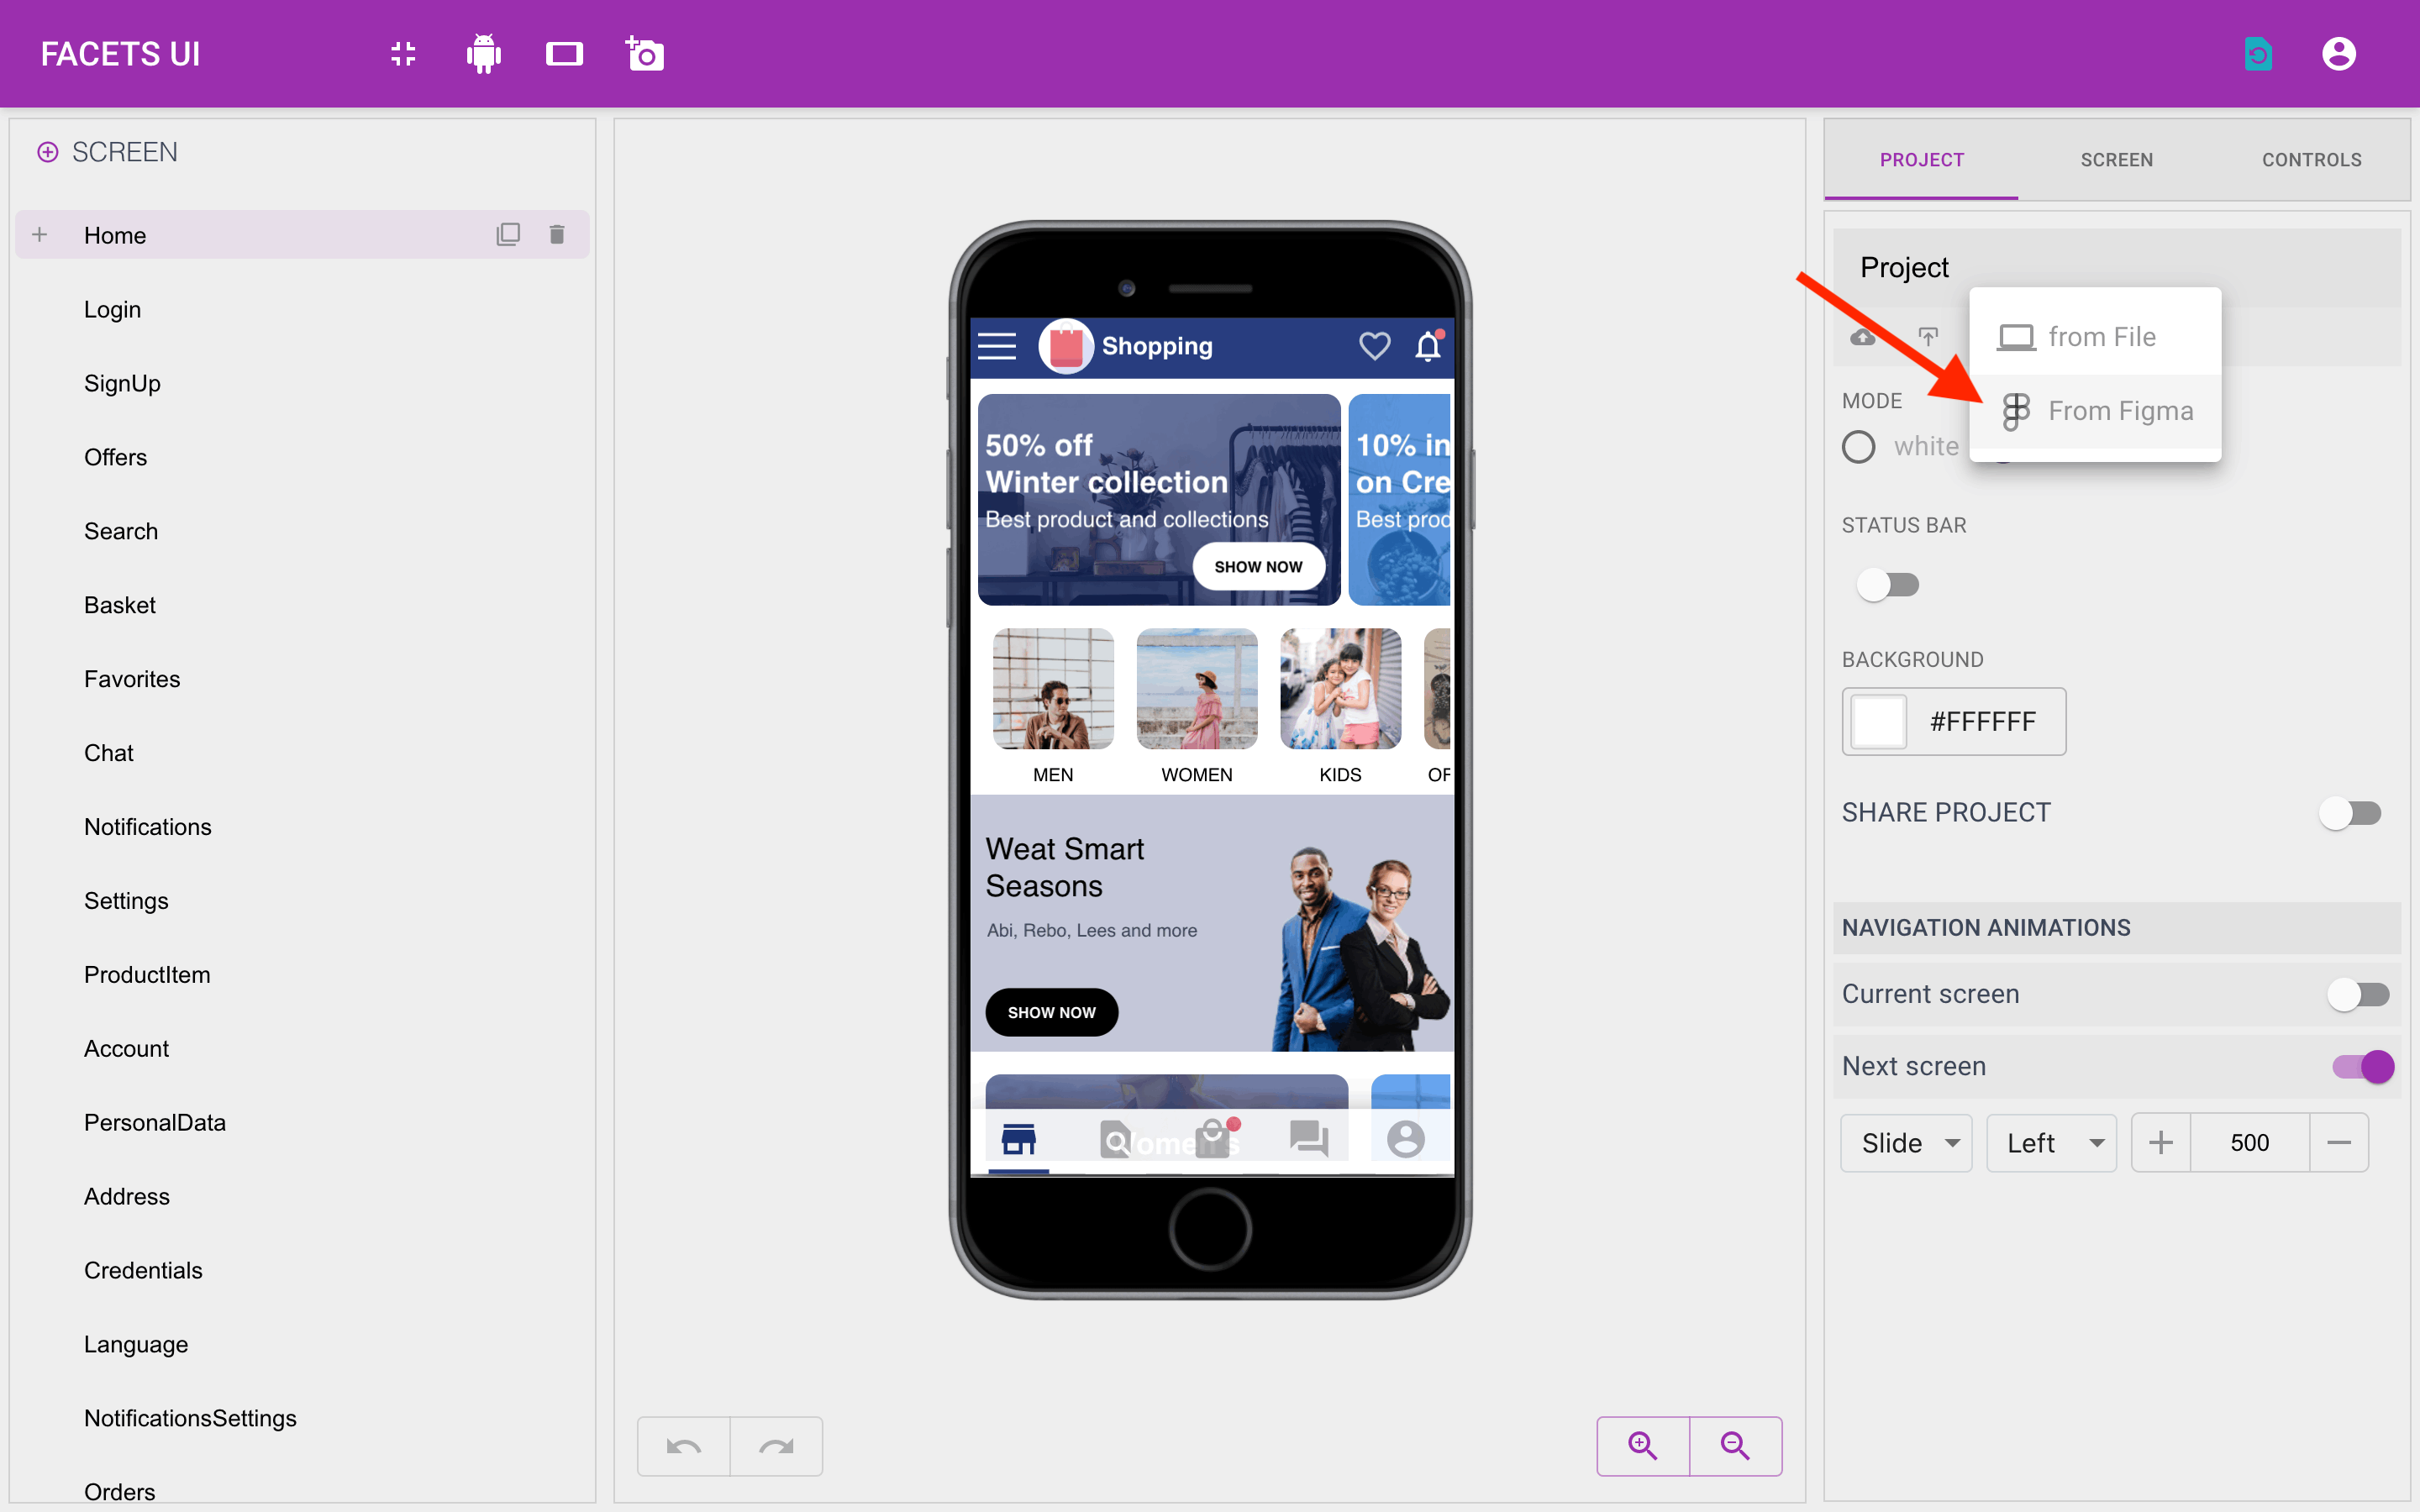 FACETS UI
SCREEN
Home
Login
SignUp
Offers
Search
Basket
Favorites
Chat
Notifications
Settings
ProductItem
Account
PersonalData
Address
Credentials
Language
NotificationsSettings
Orders
Shopping
50% off
Winter collection
Best product and collections
SHOW NOW
10% in
on Cre
Best prod
MEN
WOMEN
KIDS
OF
Weat Smart
Seasons
Abi, Rebo, Lees and more
SHOW NOW
Women's
PROJECT
SCREEN
CONTROLS
Project
from File
From Figma
MODE
white
STATUS BAR
BACKGROUND
#FFFFFF
SHARE PROJECT
NAVIGATION ANIMATIONS
Current screen
Next screen
Slide
Left
500